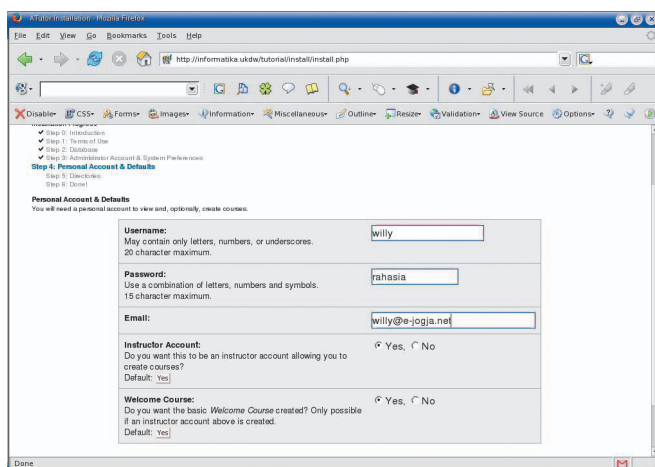 ATutor Installation - Mozilla Firefox
File Edit View Go Bookmarks Tools Help
http://informatika.ukdw/tutorial/install/install.php
Disable CSS Forms Images Information Miscellaneous Outline Resize Validation View Source Options
Installation Progress
✔ Step 0: Introduction
✔ Step 1: Terms of Use
✔ Step 2: Database
✔ Step 3: Administrator Account & System Preferences
Step 4: Personal Account & Defaults
Step 5: Directories
Step 6: Done!
Personal Account & Defaults
You will need a personal account to view and, optionally, create courses.
Username: willy
May contain only letters, numbers, or underscores.
20 character maximum.
Password: rahasia
Use a combination of letters, numbers and symbols.
15 character maximum.
Email: willy@e-jogja.net
Instructor Account: Yes, No
Do you want this to be an instructor account allowing you to
create courses?
Default: Yes
Welcome Course: Yes, No
Do you want the basic Welcome Course created? Only possible
if an instructor account above is created.
Default: Yes
Done